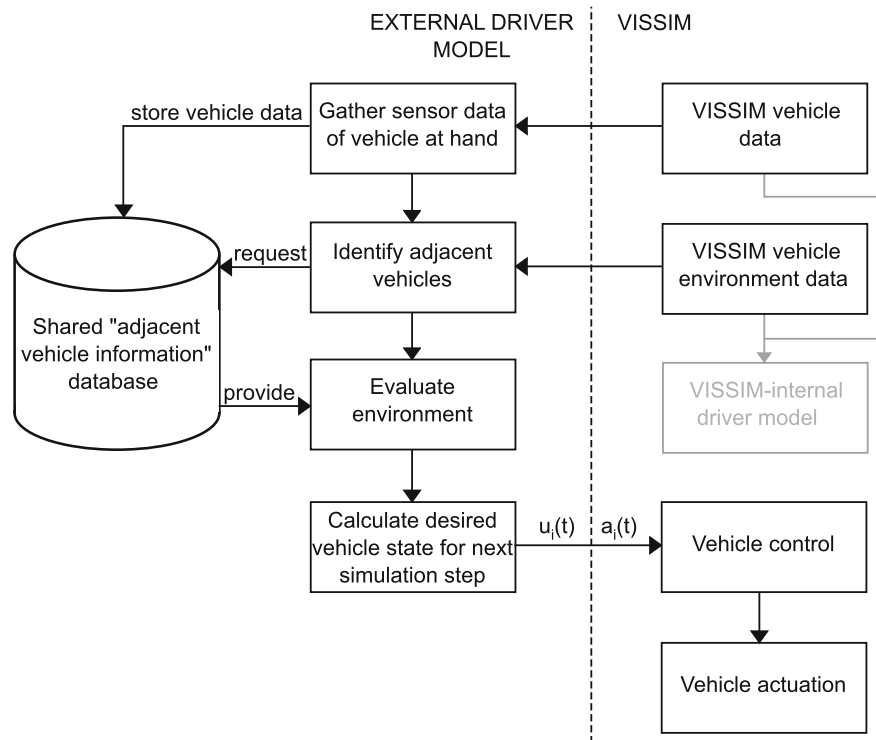 EXTERNAL DRIVER
MODEL
VISSIM
store vehicle data
Gather sensor data
of vehicle at hand
VISSIM vehicle
data
request
Identify adjacent
vehicles
VISSIM vehicle
environment data
Shared "adjacent
vehicle information"
database
provide
Evaluate
environment
VISSIM-internal
driver model
Calculate desired
vehicle state for next
simulation step
uᵢ(t)
aᵢ(t)
Vehicle control
Vehicle actuation